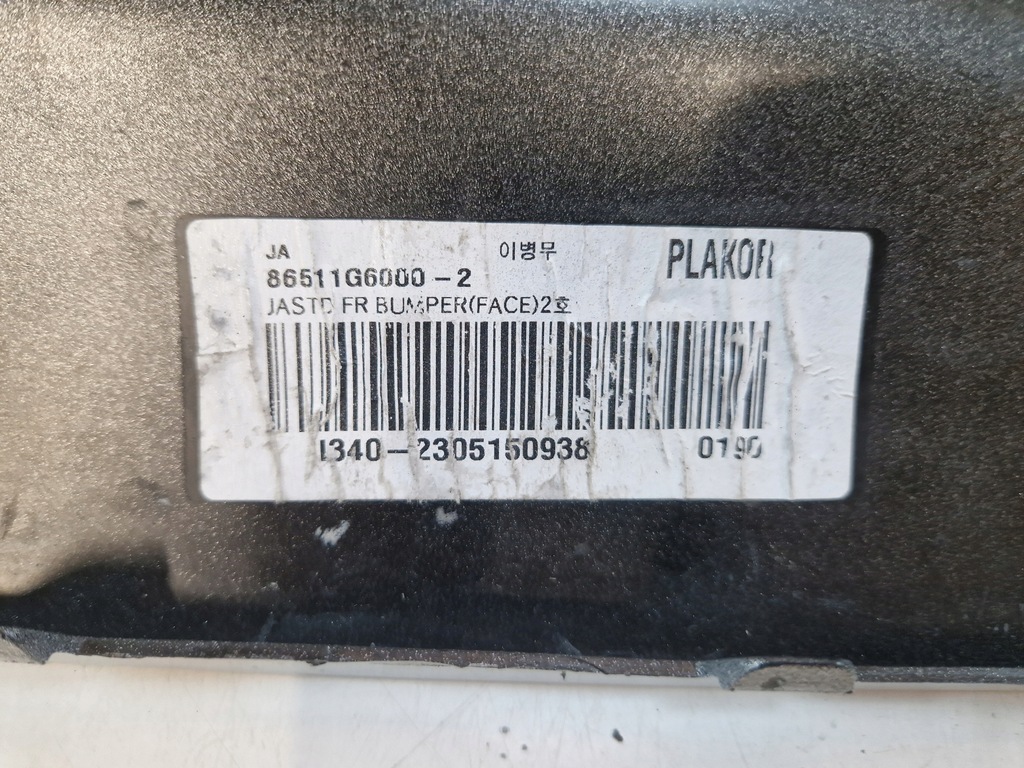 JA 이병무 PLAKOR
86511G6000-2
JASTD FR BUMPER(FACE)2호
I340-2305150938 0190